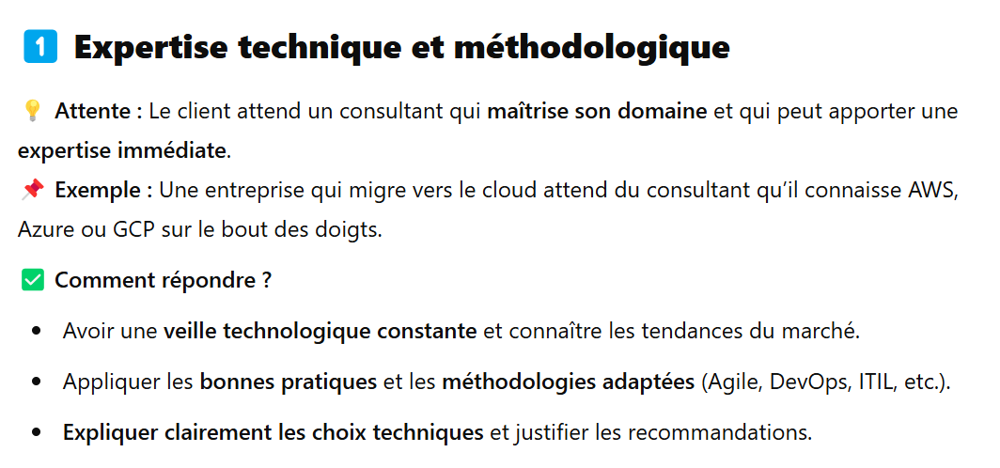 1️⃣ Expertise technique et méthodologique
💡 Attente : Le client attend un consultant qui maîtrise son domaine et qui peut apporter une
expertise immédiate.
📌 Exemple : Une entreprise qui migre vers le cloud attend du consultant qu’il connaisse AWS,
Azure ou GCP sur le bout des doigts.
✅ Comment répondre ?
• Avoir une veille technologique constante et connaître les tendances du marché.
• Appliquer les bonnes pratiques et les méthodologies adaptées (Agile, DevOps, ITIL, etc.).
• Expliquer clairement les choix techniques et justifier les recommandations.